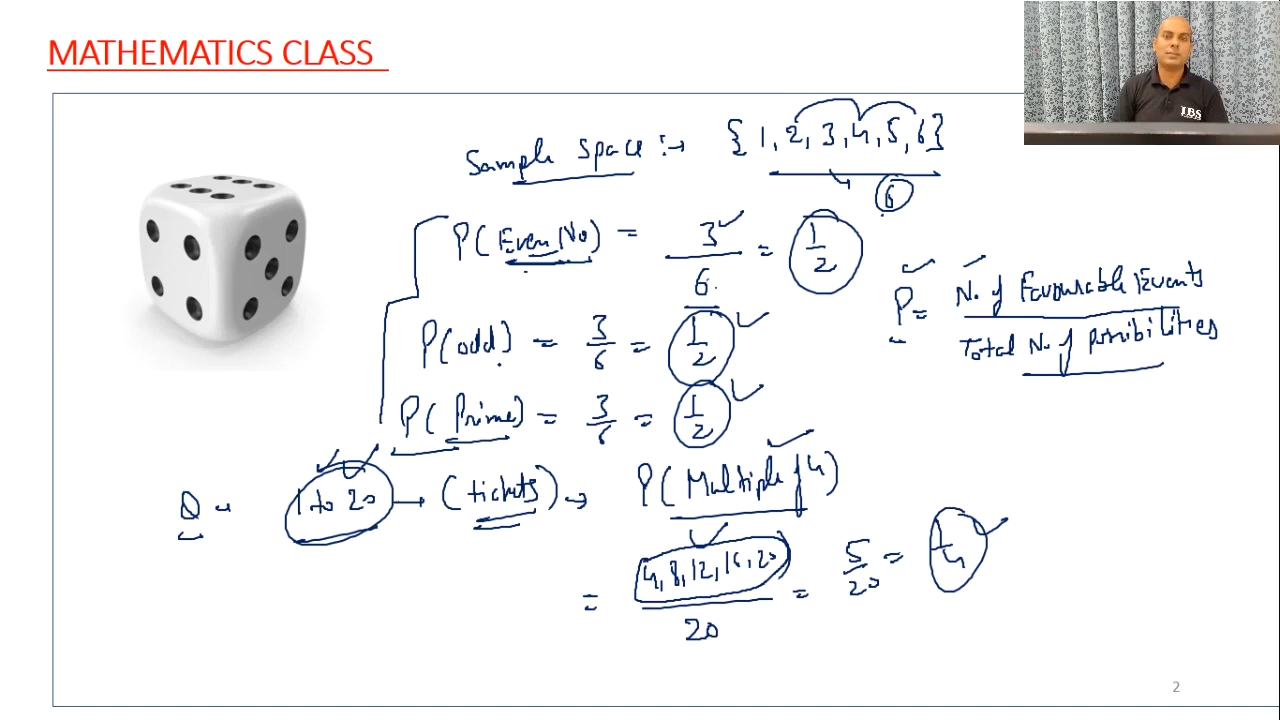 MATHEMATICS CLASS
IBS
Sample Space :→ {1, 2, 3, 4, 5, 6}
6
P(Even No) = 3/6 = 1/2
P = No. of Favourable Events / Total No. of possibilities
P(odd) = 3/6 = 1/2
P(Prime) = 3/6 = 1/2
Q → 1 to 20 → (tickets) → P(Multiple of 4)
= 4, 8, 12, 16, 20 / 20 = 5/20 = 1/4
2